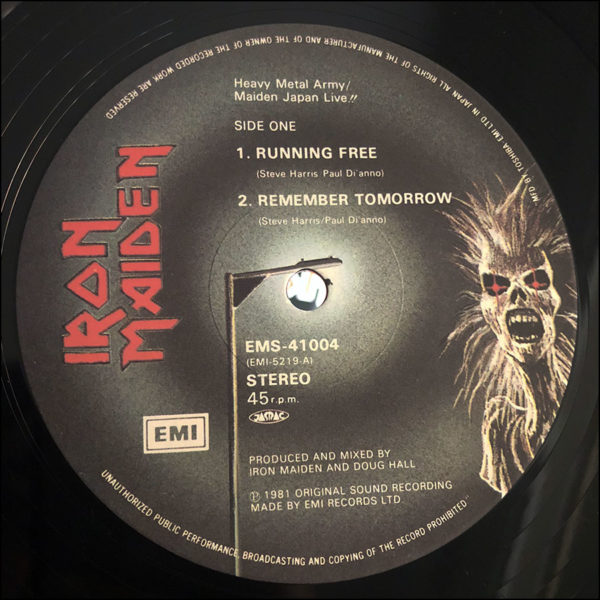 ALL RIGHTS OF THE MANUFACTURER AND OF THE OWNER OF THE RECORDED WORK ARE RESERVED
MFD BY TOSHIBA EMI LTD IN JAPAN
IRON
MAIDEN
Heavy Metal Army/
Maiden Japan Live!!
SIDE ONE
1. RUNNING FREE
(Steve Harris Paul Di'anno)
2. REMEMBER TOMORROW
(Steve Harris/Paul Di'anno)
EMS-41004
(EMI-5219-A)
STEREO
45 r.p.m.
JASRAC
EMI
PRODUCED AND MIXED BY
IRON MAIDEN AND DOUG HALL
℗ 1981 ORIGINAL SOUND RECORDING
MADE BY EMI RECORDS LTD.
UNAUTHORIZED PUBLIC PERFORMANCE, BROADCASTING AND COPYING OF THE RECORD PROHIBITED"